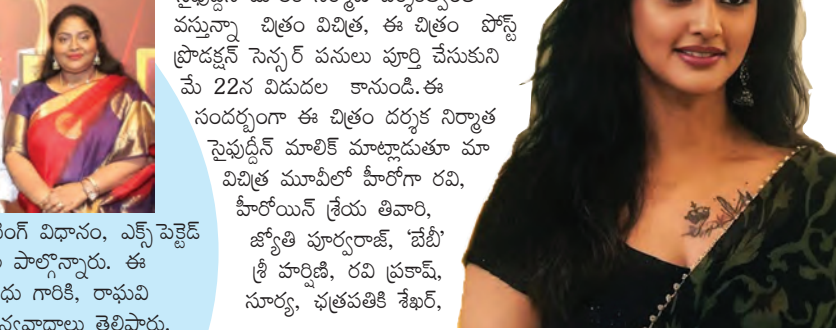 వస్తున్నా చిత్రం విచిత్ర, ఈ చిత్రం పోస్ట్
ప్రొడక్షన్ సెన్సర్ పనులు పూర్తి చేసుకుని
మే 22న విడుదల కానుండి.ఈ
సందర్భంగా ఈ చిత్రం దర్శక నిర్మాత
సైఫుద్దీన్ మాలిక్ మాట్లాడుతూ మా
విచిత్ర మూవీలో హీరోగా రవి,
హీరోయిన్ శ్రేయ తివారి,
జ్యోతి పూర్వరాజ్, ‘బేబీ’
శ్రీ హర్షిణి, రవి ప్రకాష్,
సూర్య, ఛత్రపతికి శేఖర్,
ంగ్ విధానం, ఎక్స్‌పెక్టెడ్
పాల్గొన్నారు. ఈ
ధు గారికి, రాఘవి
న్యవాదాలు తెలిపారు.